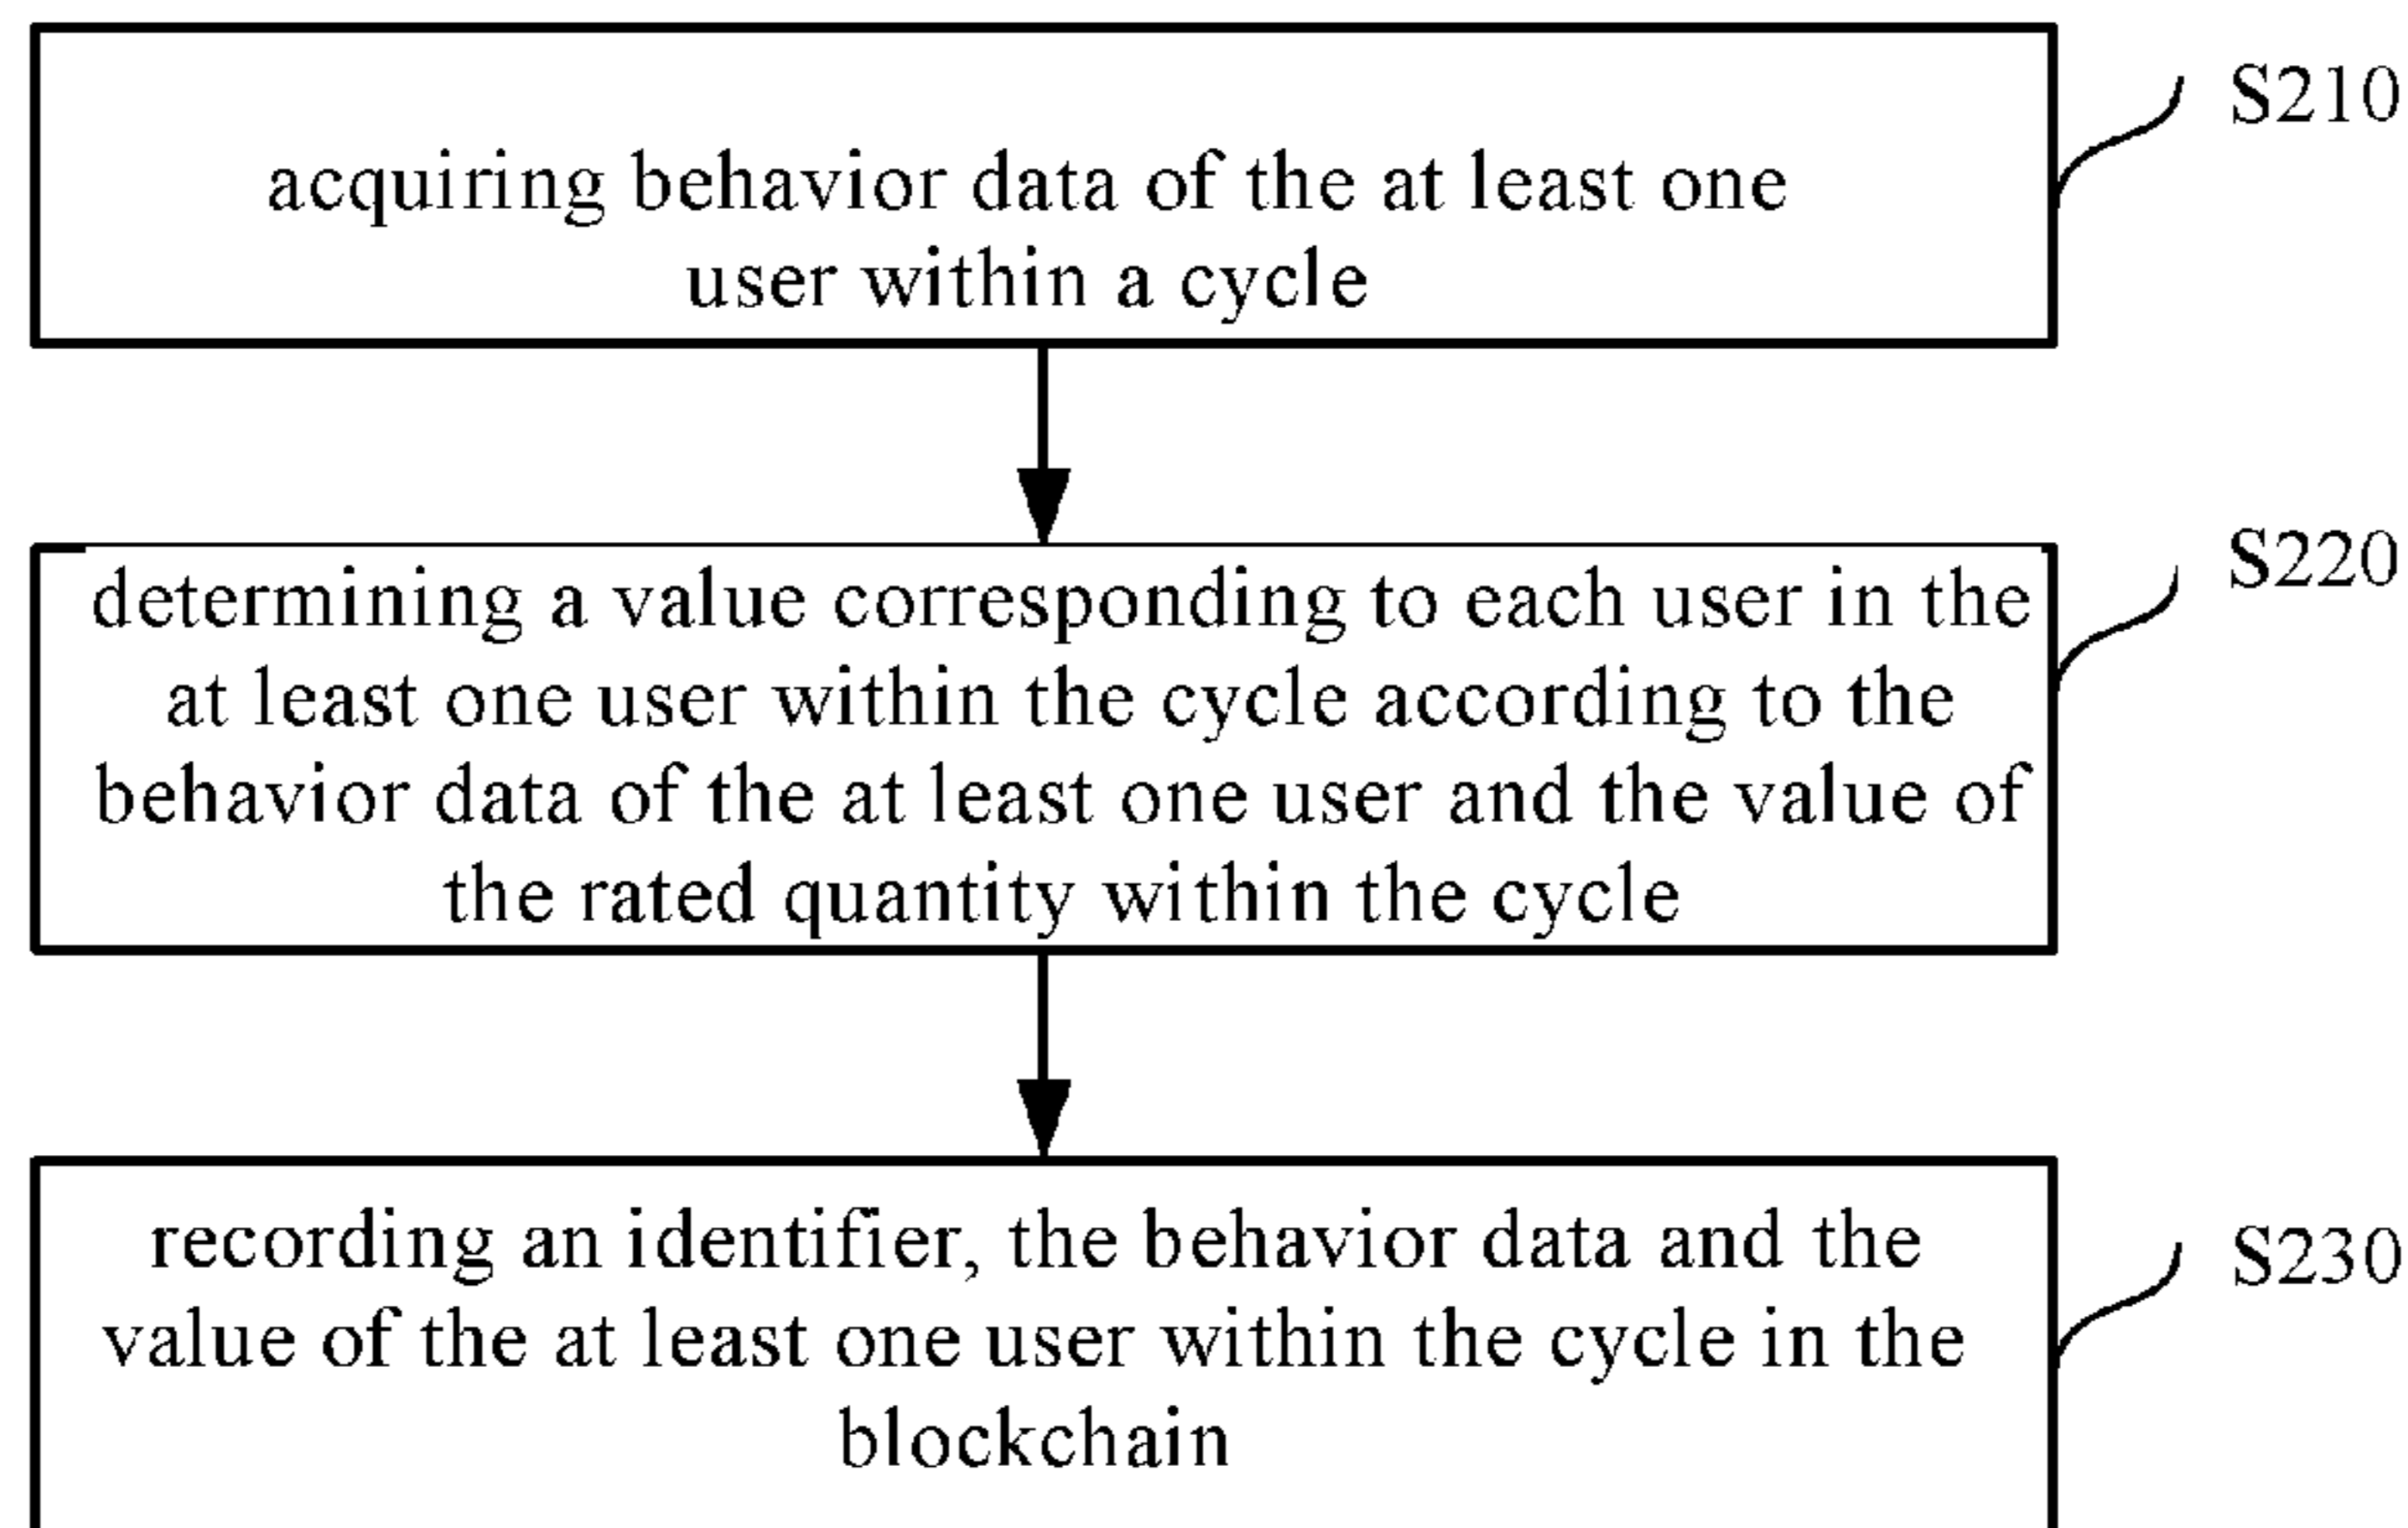 S210
acquiring behavior data of the at least one
user within a cycle
S220
determining a value corresponding to each user in the
at least one user within the cycle according to the
behavior data of the at least one user and the value of
the rated quantity within the cycle
S230
recording an identifier, the behavior data and the
value of the at least one user within the cycle in the
blockchain